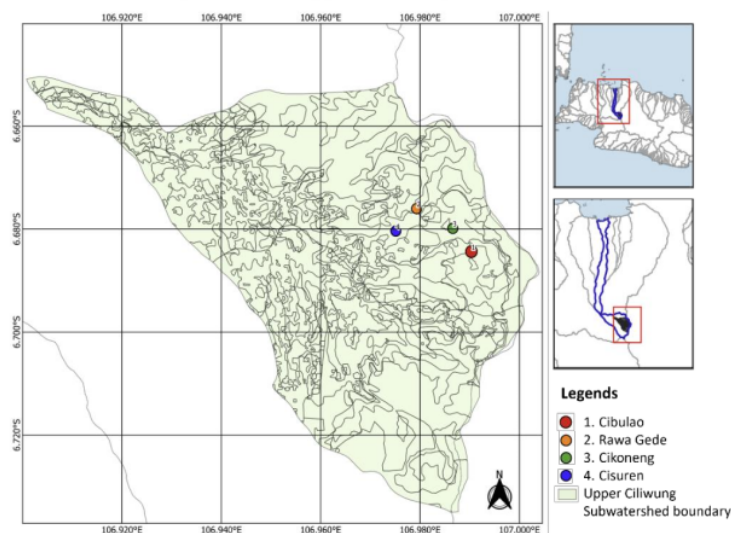 106.920°E 106.940°E 106.960°E 106.980°E 107.000°E
6.660°S
6.680°S
6.700°S
6.720°S
N
106.920°E 106.940°E 106.960°E 106.980°E 107.000°E
Legends
1. Cibulao
2. Rawa Gede
3. Cikoneng
4. Cisuren
Upper Ciliwung
Subwatershed boundary